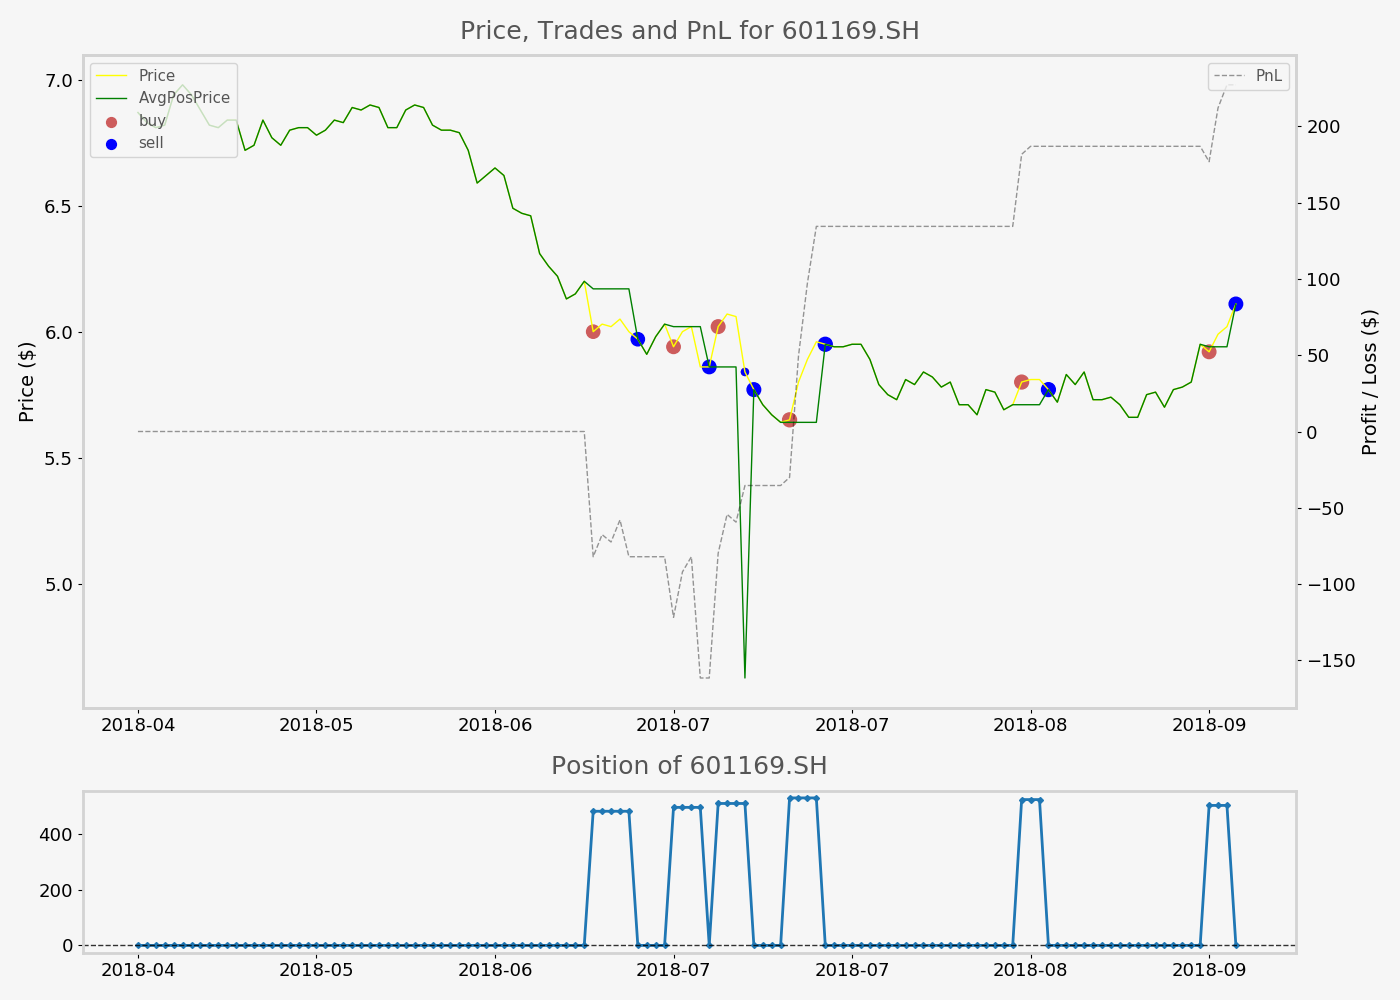 Price, Trades and PnL for 601169.SH
Price
AvgPosPrice
buy
sell
PnL
7.0
6.5
6.0
5.5
5.0
Price ($)
200
150
100
50
0
−50
−100
−150
Profit / Loss ($)
2018-04 2018-05 2018-06 2018-07 2018-07 2018-08 2018-09
Position of 601169.SH
400
200
0
2018-04 2018-05 2018-06 2018-07 2018-07 2018-08 2018-09